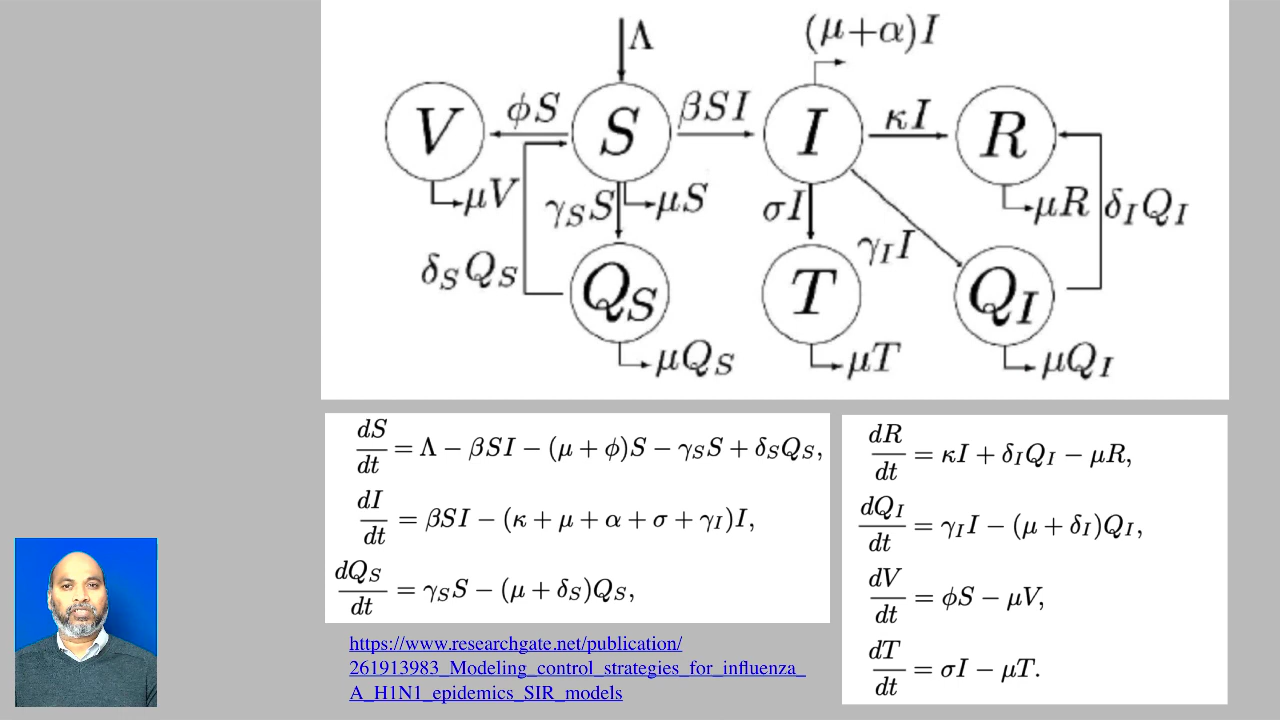 Λ
(μ+α)I
V
ϕS
S
βSI
I
κI
R
μV
γ_S S
μS
σI
γ_I I
μR
δ_I Q_I
δ_S Q_S
Q_S
T
Q_I
μQ_S
μT
μQ_I
dS/dt = Λ − βSI − (μ + ϕ)S − γ_S S + δ_S Q_S,
dI/dt = βSI − (κ + μ + α + σ + γ_I)I,
dQ_S/dt = γ_S S − (μ + δ_S)Q_S,
dR/dt = κI + δ_I Q_I − μR,
dQ_I/dt = γ_I I − (μ + δ_I)Q_I,
dV/dt = ϕS − μV,
dT/dt = σI − μT.
https://www.researchgate.net/publication/
261913983_Modeling_control_strategies_for_influenza_
A_H1N1_epidemics_SIR_models